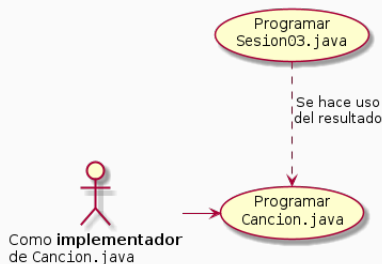 Programar
Sesion03.java
Se hace uso
del resultado
Programar
Cancion.java
Como implementador
de Cancion.java